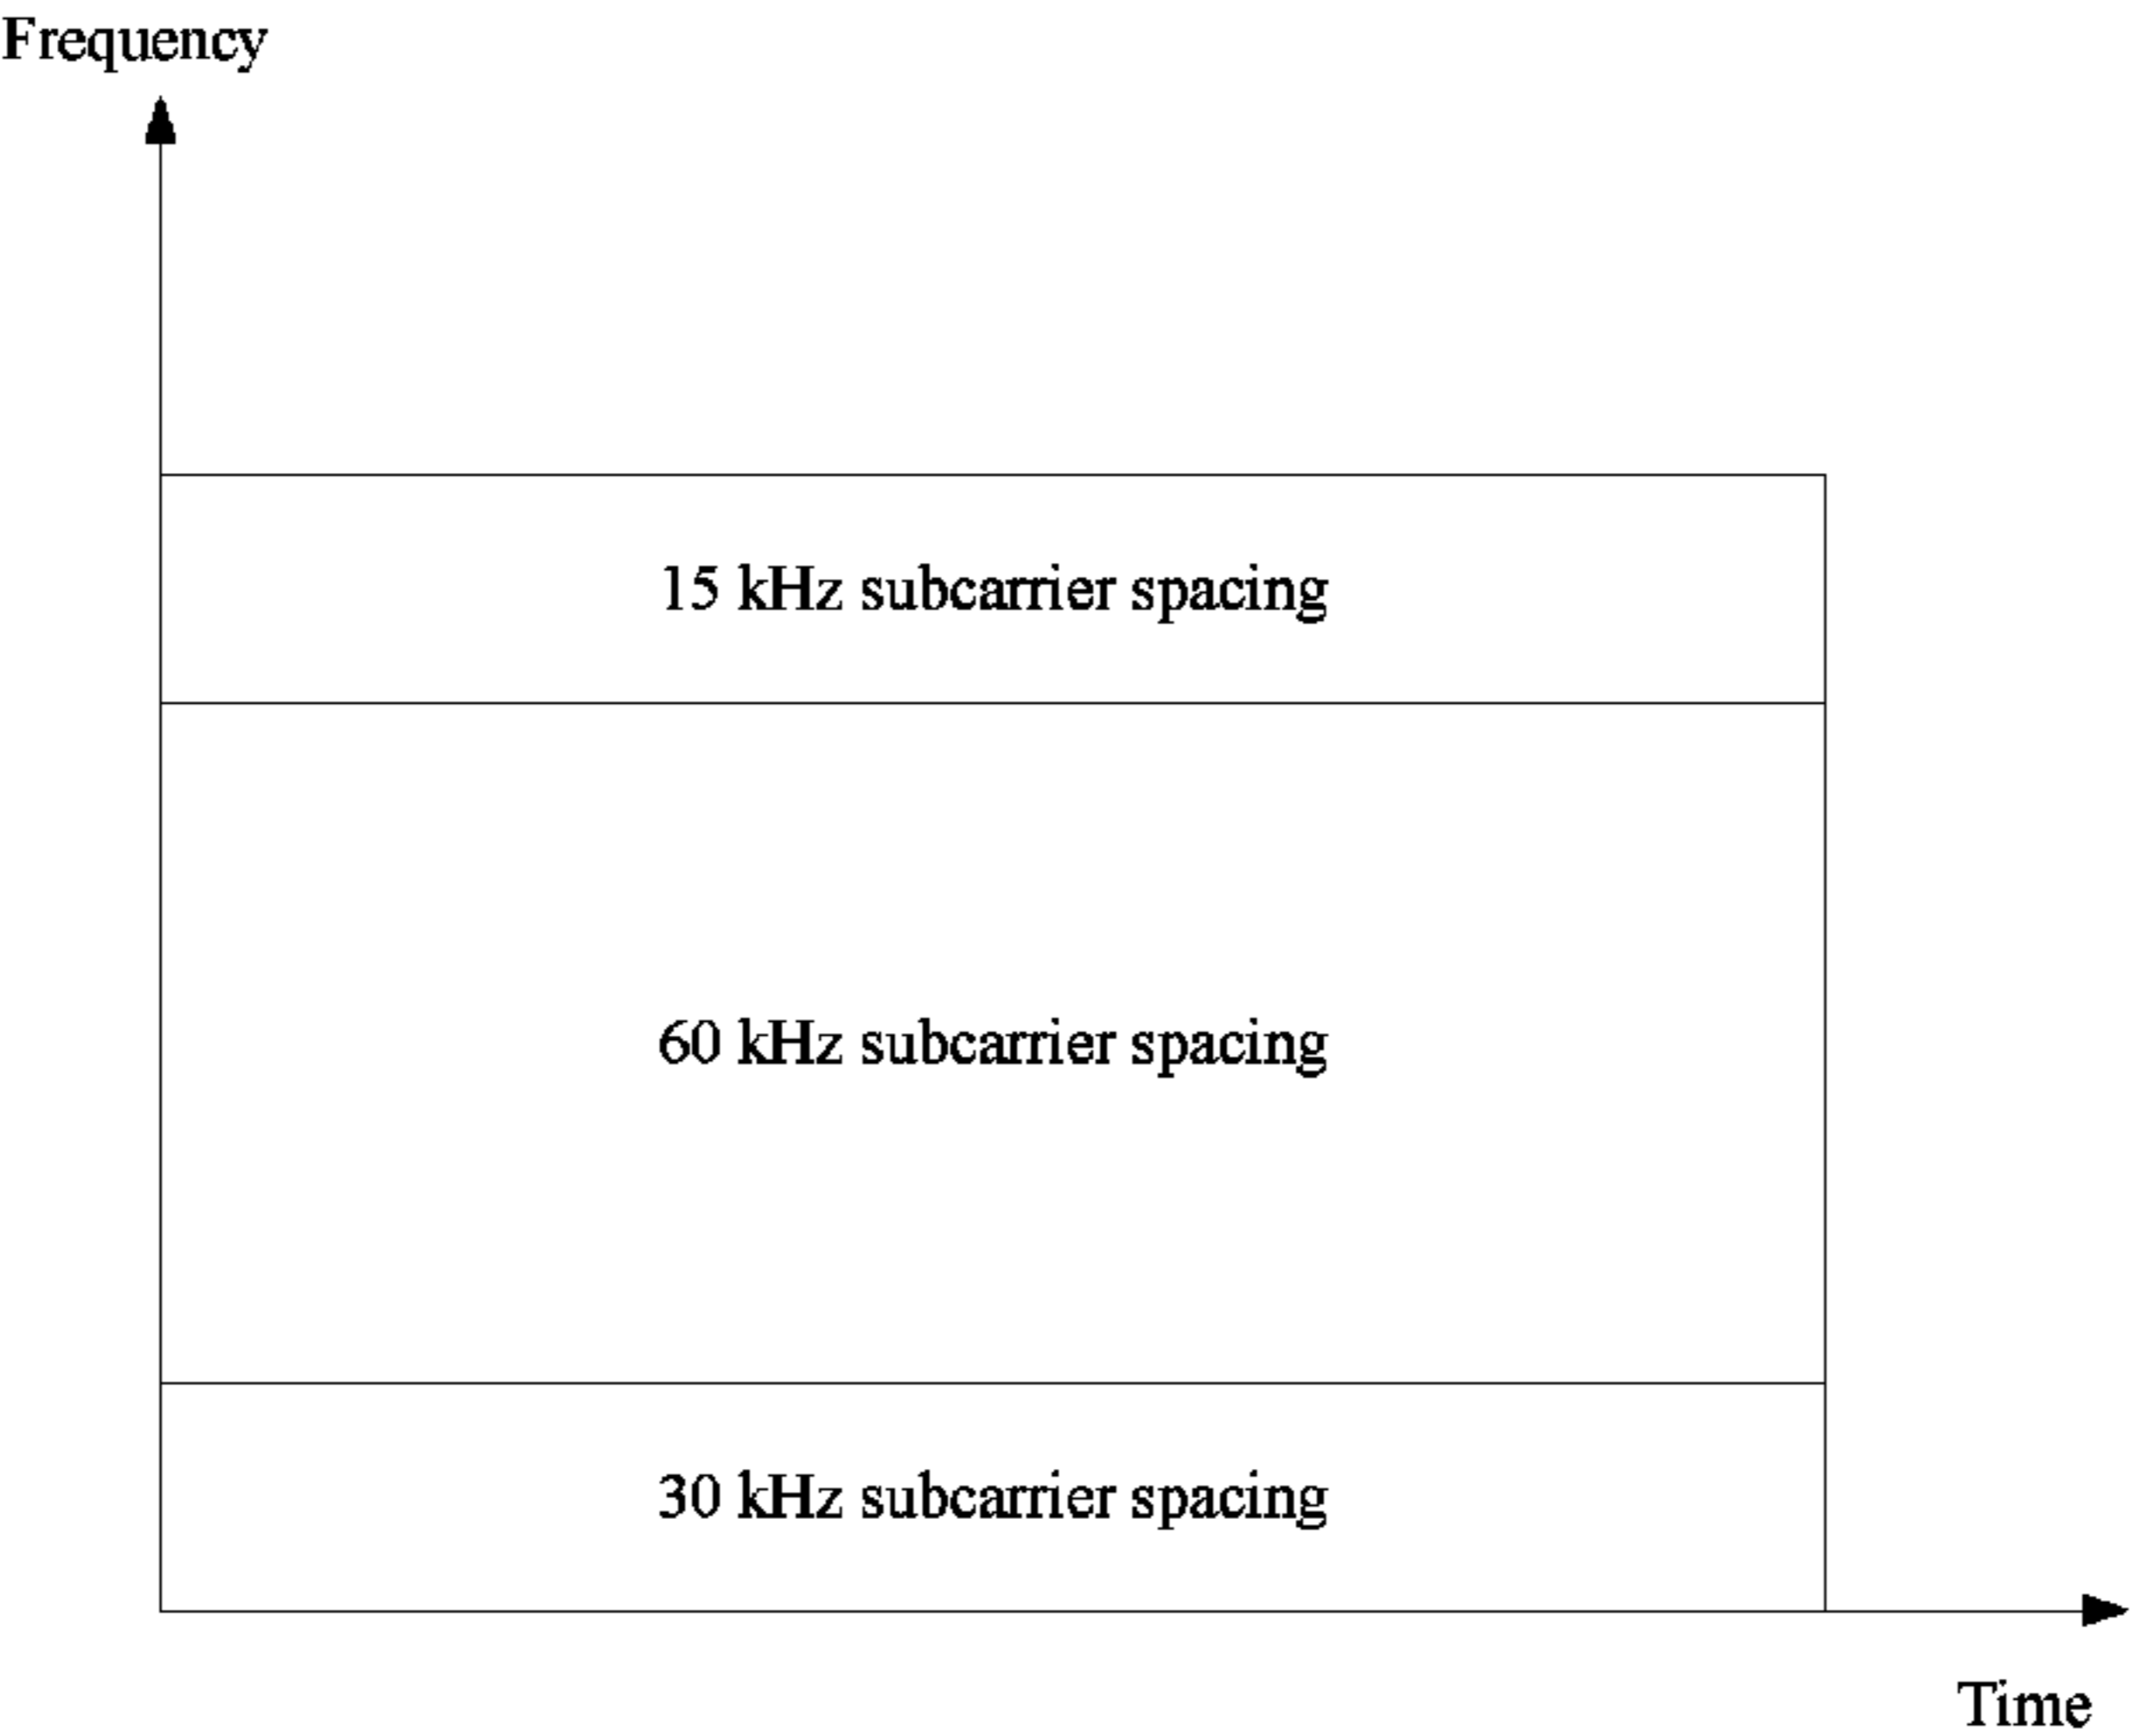 Frequency
15 kHz subcarrier spacing
60 kHz subcarrier spacing
30 kHz subcarrier spacing
Time